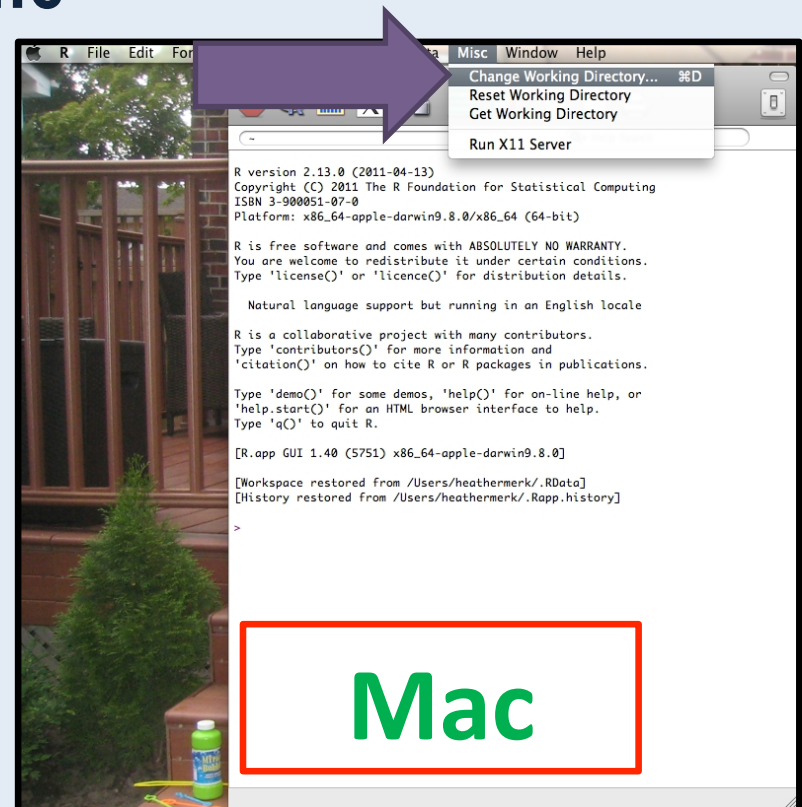 R File Edit For
Misc Window Help
Change Working Directory... ⌘D
Reset Working Directory
Get Working Directory
Run X11 Server
~
R version 2.13.0 (2011-04-13)
Copyright (C) 2011 The R Foundation for Statistical Computing
ISBN 3-900051-07-0
Platform: x86_64-apple-darwin9.8.0/x86_64 (64-bit)
R is free software and comes with ABSOLUTELY NO WARRANTY.
You are welcome to redistribute it under certain conditions.
Type 'license()' or 'licence()' for distribution details.
Natural language support but running in an English locale
R is a collaborative project with many contributors.
Type 'contributors()' for more information and
'citation()' on how to cite R or R packages in publications.
Type 'demo()' for some demos, 'help()' for on-line help, or
'help.start()' for an HTML browser interface to help.
Type 'q()' to quit R.
[R.app GUI 1.40 (5751) x86_64-apple-darwin9.8.0]
[Workspace restored from /Users/heathermerk/.RData]
[History restored from /Users/heathermerk/.Rapp.history]
>
Mac